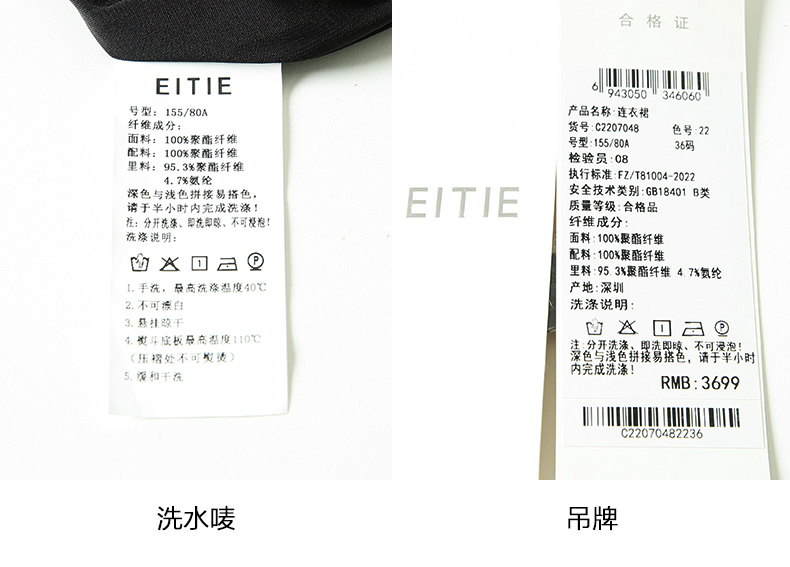 EITIE
号型：155/80A
纤维成分：
面料：100%聚酯纤维
配料：100%聚酯纤维
里料：95.3%聚酯纤维
4.7%氨纶
深色与浅色拼接易搭色，
请于半小时内完成洗涤！
注：分开洗涤、即洗即晾、不可浸泡！
洗涤说明：
1.手洗，最高洗涤温度40℃
2.不可漂白
3.悬挂晾干
4.熨斗底板最高温度110℃
（压褶处不可熨烫）
5.缓和干洗
洗水唛
EITIE
合格证
6 943050 346060
产品名称：连衣裙
货号：C2207048 色号：22
号型：155/80A 36码
检验员：08
执行标准：FZ/T81004-2022
安全技术类别：GB18401 B类
质量等级：合格品
纤维成分：
面料：100%聚酯纤维
配料：100%聚酯纤维
里料：95.3%聚酯纤维 4.7%氨纶
产地：深圳
洗涤说明：
注：分开洗涤、即洗即晾、不可浸泡！
深色与浅色拼接易搭色，请于半小时
内完成洗涤！
RMB：3699
C22070482236
吊牌